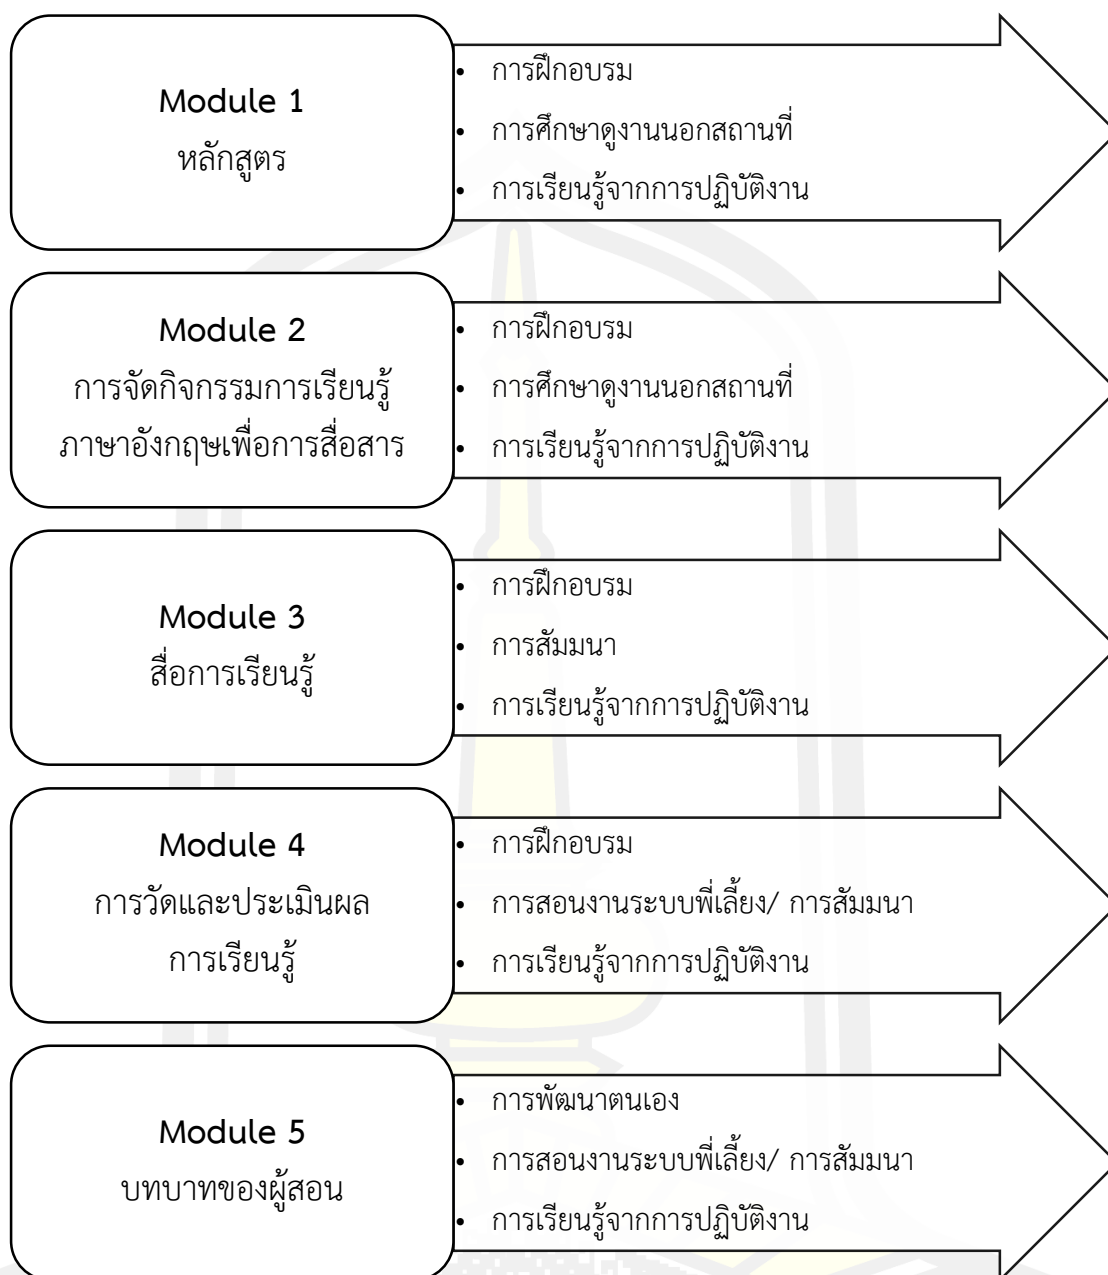 Module 1
หลักสูตร
• การฝึกอบรม
• การศึกษาดูงานนอกสถานที่
• การเรียนรู้จากการปฏิบัติงาน
Module 2
การจัดกิจกรรมการเรียนรู้
ภาษาอังกฤษเพื่อการสื่อสาร
• การฝึกอบรม
• การศึกษาดูงานนอกสถานที่
• การเรียนรู้จากการปฏิบัติงาน
Module 3
สื่อการเรียนรู้
• การฝึกอบรม
• การสัมมนา
• การเรียนรู้จากการปฏิบัติงาน
Module 4
การวัดและประเมินผล
การเรียนรู้
• การฝึกอบรม
• การสอนงานระบบพี่เลี้ยง/ การสัมมนา
• การเรียนรู้จากการปฏิบัติงาน
Module 5
บทบาทของผู้สอน
• การพัฒนาตนเอง
• การสอนงานระบบพี่เลี้ยง/ การสัมมนา
• การเรียนรู้จากการปฏิบัติงาน